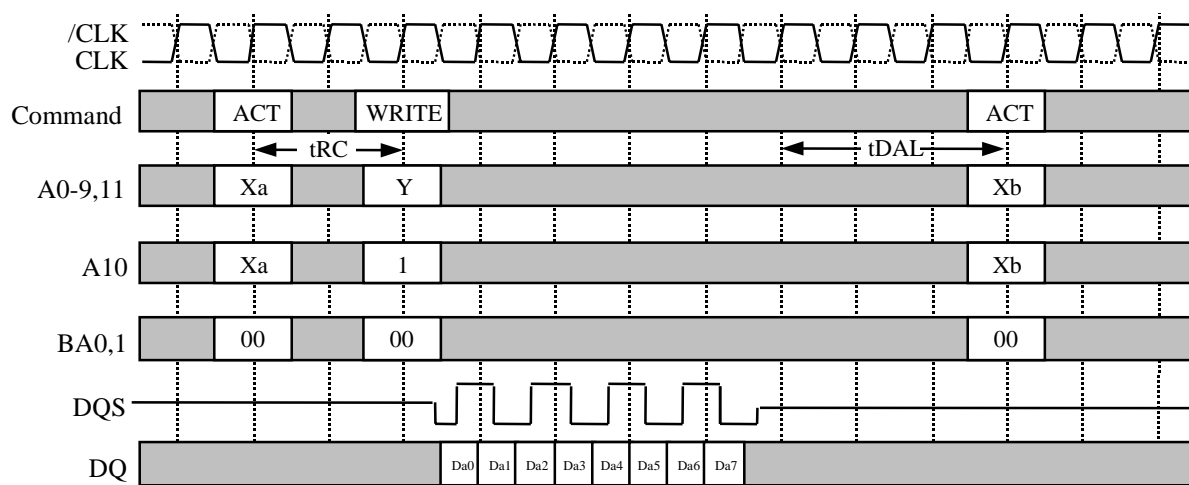 /CLK
CLK
Command ACT WRITE ACT
tRC tDAL
A0-9,11 Xa Y Xb
A10 Xa 1 Xb
BA0,1 00 00 00
DQS
DQ Da0 Da1 Da2 Da3 Da4 Da5 Da6 Da7